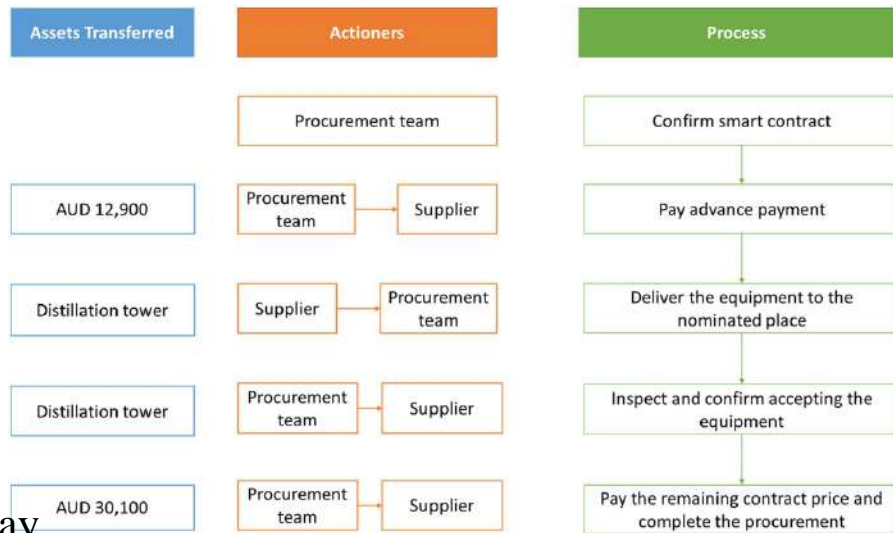 Assets Transferred
Actioners
Process
Procurement team
Confirm smart contract
AUD 12,900
Procurement
team
Supplier
Pay advance payment
Distillation tower
Supplier
Procurement
team
Deliver the equipment to the
nominated place
Distillation tower
Procurement
team
Supplier
Inspect and confirm accepting the
equipment
AUD 30,100
Procurement
team
Supplier
Pay the remaining contract price and
complete the procurement